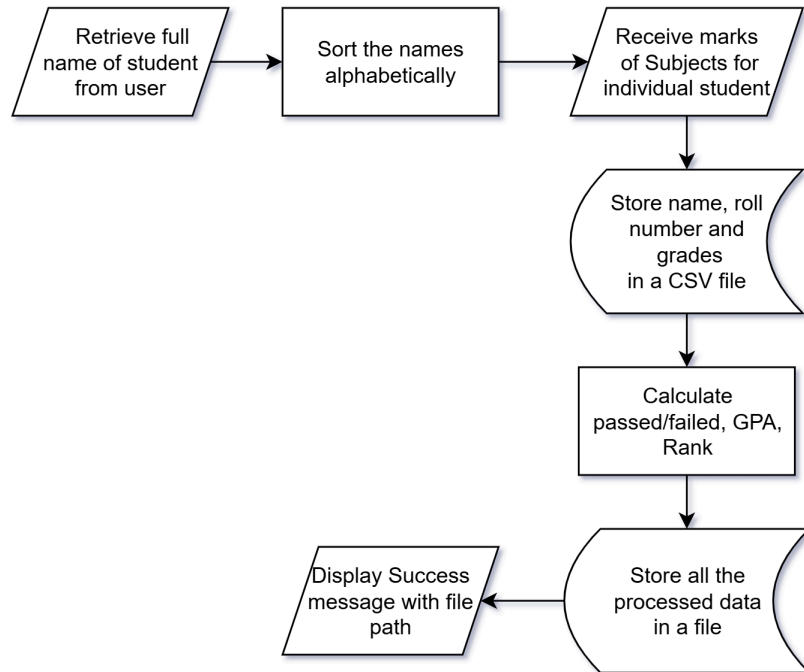 Retrieve full
name of student
from user
Sort the names
alphabetically
Receive marks
of Subjects for
individual student
Store name, roll
number and
grades
in a CSV file
Calculate
passed/failed, GPA,
Rank
Store all the
processed data
in a file
Display Success
message with file
path